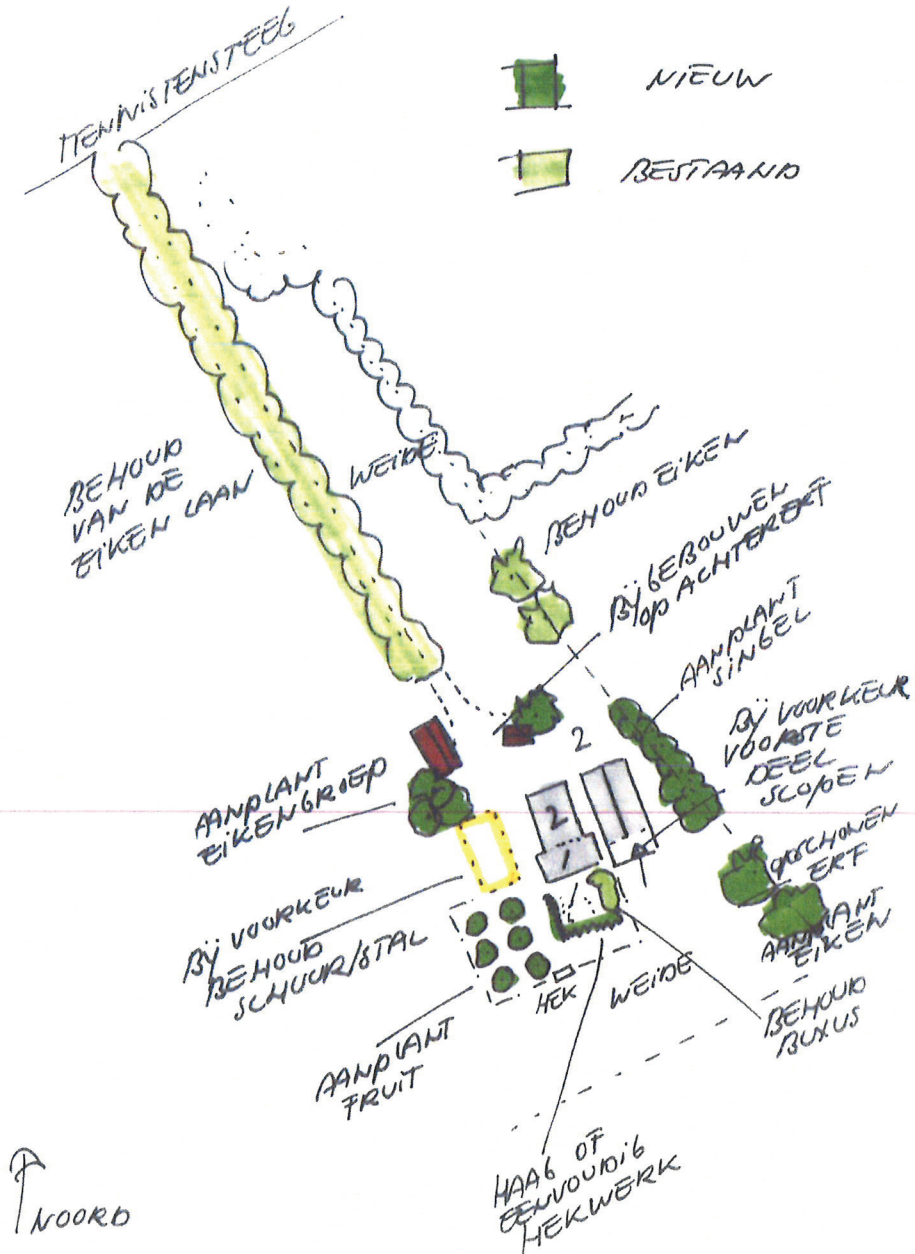 MENNISTENSTEEG
NIEUW
BESTAAND
BEHOUD
VAN DE
EIKEN LAAN
WEIDE
BEHOUD EIKEN
BIJGEBOUWEN
OP ACHTERERF
AANPLANT
SINGEL
BIJ VOORKEUR
VOORSTE
DEEL
SLOPEN
2
2
1
AANPLANT
EIKENGROEP
OPSCHONEN
ERF
AANPLANT
EIKEN
BIJ VOORKEUR
BEHOUD
SCHUUR/STAL
HEK
WEIDE
BEHOUD
BUXUS
AANPLANT
FRUIT
HAAG OF
EENVOUDIG
HEKWERK
NOORD